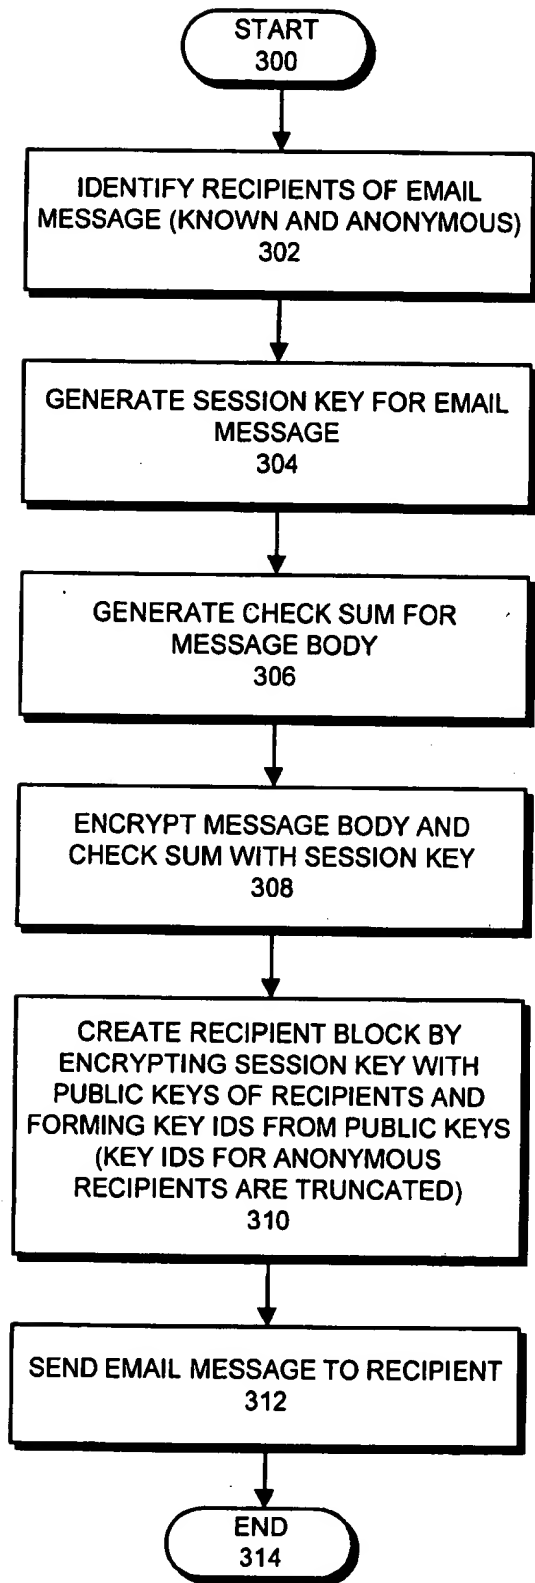 START
300
IDENTIFY RECIPIENTS OF EMAIL
MESSAGE (KNOWN AND ANONYMOUS)
302
GENERATE SESSION KEY FOR EMAIL
MESSAGE
304
GENERATE CHECK SUM FOR
MESSAGE BODY
306
ENCRYPT MESSAGE BODY AND
CHECK SUM WITH SESSION KEY
308
CREATE RECIPIENT BLOCK BY
ENCRYPTING SESSION KEY WITH
PUBLIC KEYS OF RECIPIENTS AND
FORMING KEY IDS FROM PUBLIC KEYS
(KEY IDS FOR ANONYMOUS
RECIPIENTS ARE TRUNCATED)
310
SEND EMAIL MESSAGE TO RECIPIENT
312
END
314